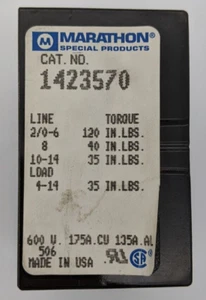 M MARATHON
SPECIAL PRODUCTS
CAT. NO.
1423570
LINE TORQUE
2/0-6 120 IN.LBS.
8 40 IN.LBS.
10-14 35 IN.LBS.
LOAD
4-14 35 IN.LBS.
600 V. 175A.CU 135A.AL
506
MADE IN USA